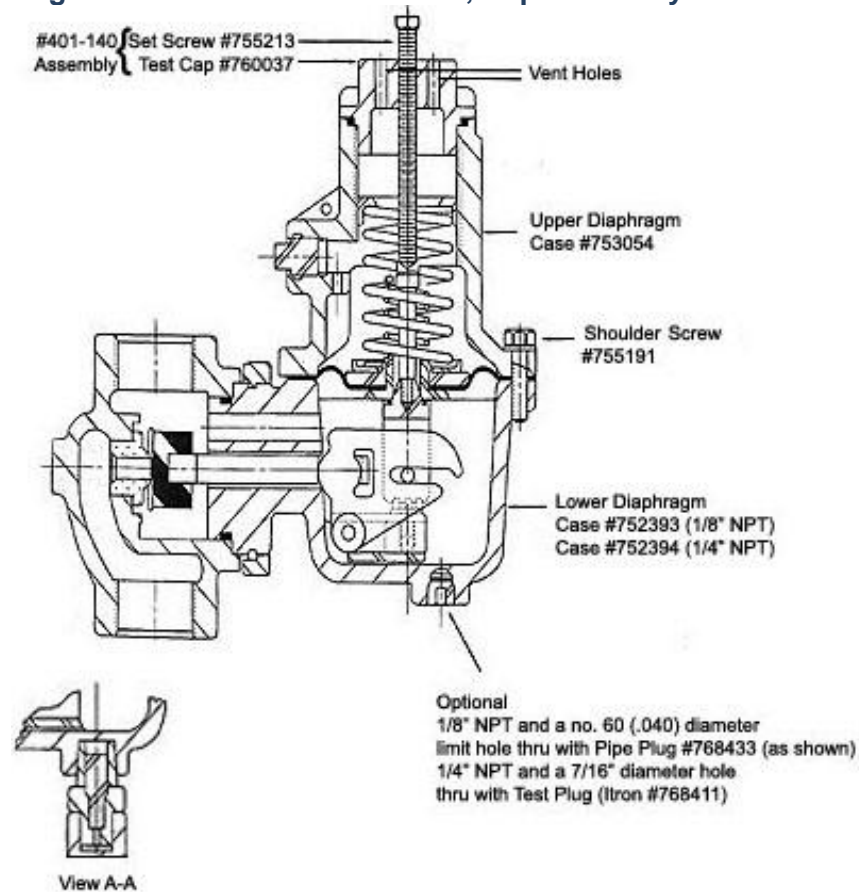 #401-140 { Set Screw #755213
Assembly { Test Cap #760037
Vent Holes
Upper Diaphragm
Case #753054
Shoulder Screw
#755191
Lower Diaphragm
Case #752393 (1/8" NPT)
Case #752394 (1/4" NPT)
Optional
1/8" NPT and a no. 60 (.040) diameter
limit hole thru with Pipe Plug #768433 (as shown)
1/4" NPT and a 7/16" diameter hole
thru with Test Plug (Itron #768411)
View A-A